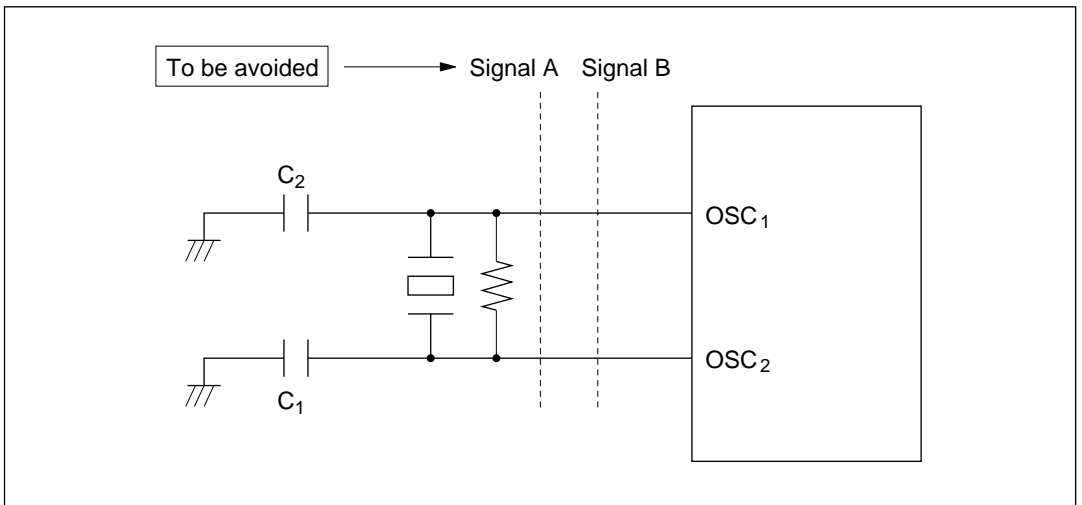 To be avoided Signal A Signal B
C2
OSC1
OSC2
C1